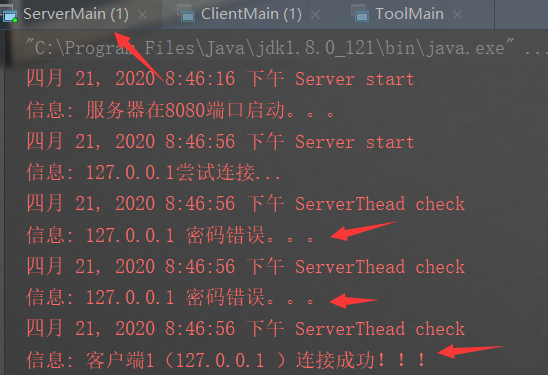 ServerMain (1) × ClientMain (1) × ToolMain
"C:\Program Files\Java\jdk1.8.0_121\bin\java.exe" ...
四月 21, 2020 8:46:16 下午 Server start
信息: 服务器在8080端口启动。。。
四月 21, 2020 8:46:56 下午 Server start
信息: 127.0.0.1尝试连接...
四月 21, 2020 8:46:56 下午 ServerThead check
信息: 127.0.0.1 密码错误。。。
四月 21, 2020 8:46:56 下午 ServerThead check
信息: 127.0.0.1 密码错误。。。
四月 21, 2020 8:46:56 下午 ServerThead check
信息: 客户端1（127.0.0.1 ）连接成功！！！